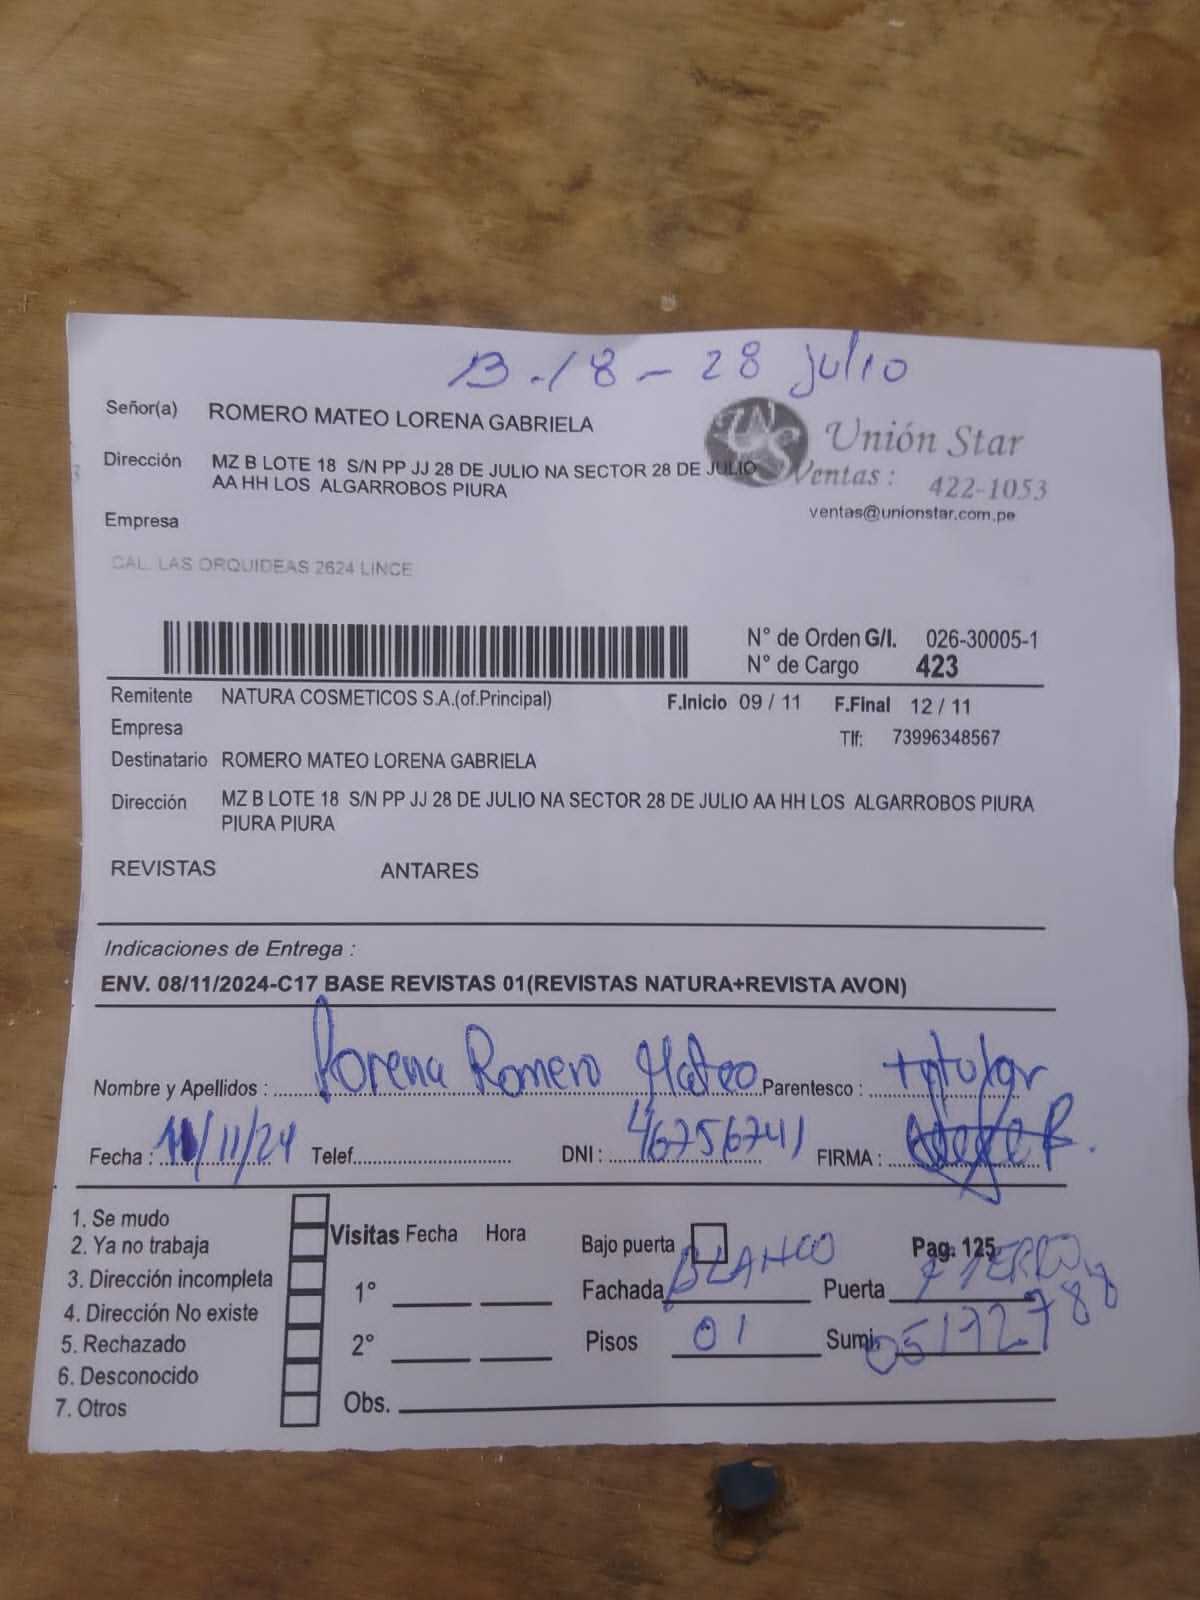 B-18 - 28 julio
Señor(a) ROMERO MATEO LORENA GABRIELA
Unión Star
Dirección MZ B LOTE 18 S/N PP JJ 28 DE JULIO NA SECTOR 28 DE JULIO
AA HH LOS ALGARROBOS PIURA
Ventas : 422-1053
ventas@unionstar.com.pe
Empresa
CAL. LAS ORQUIDEAS 2624 LINCE
N° de Orden G/I. 026-30005-1
N° de Cargo 423
Remitente NATURA COSMETICOS S.A.(of.Principal) F.Inicio 09 / 11 F.Final 12 / 11
Empresa Tlf: 73996348567
Destinatario ROMERO MATEO LORENA GABRIELA
Dirección MZ B LOTE 18 S/N PP JJ 28 DE JULIO NA SECTOR 28 DE JULIO AA HH LOS ALGARROBOS PIURA
PIURA PIURA
REVISTAS ANTARES
Indicaciones de Entrega :
ENV. 08/11/2024-C17 BASE REVISTAS 01(REVISTAS NATURA+REVISTA AVON)
Nombre y Apellidos : Lorena Romero Mateo Parentesco : titular
Fecha : 11/11/24 Telef. DNI : 46756741 FIRMA :
1. Se mudo
2. Ya no trabaja
3. Dirección incompleta
4. Dirección No existe
5. Rechazado
6. Desconocido
7. Otros
Visitas Fecha Hora
1°
2°
Obs.
Bajo puerta Pag. 125
Fachada BLANCO Puerta FIERRO
Pisos 01 Sumi. 05172788